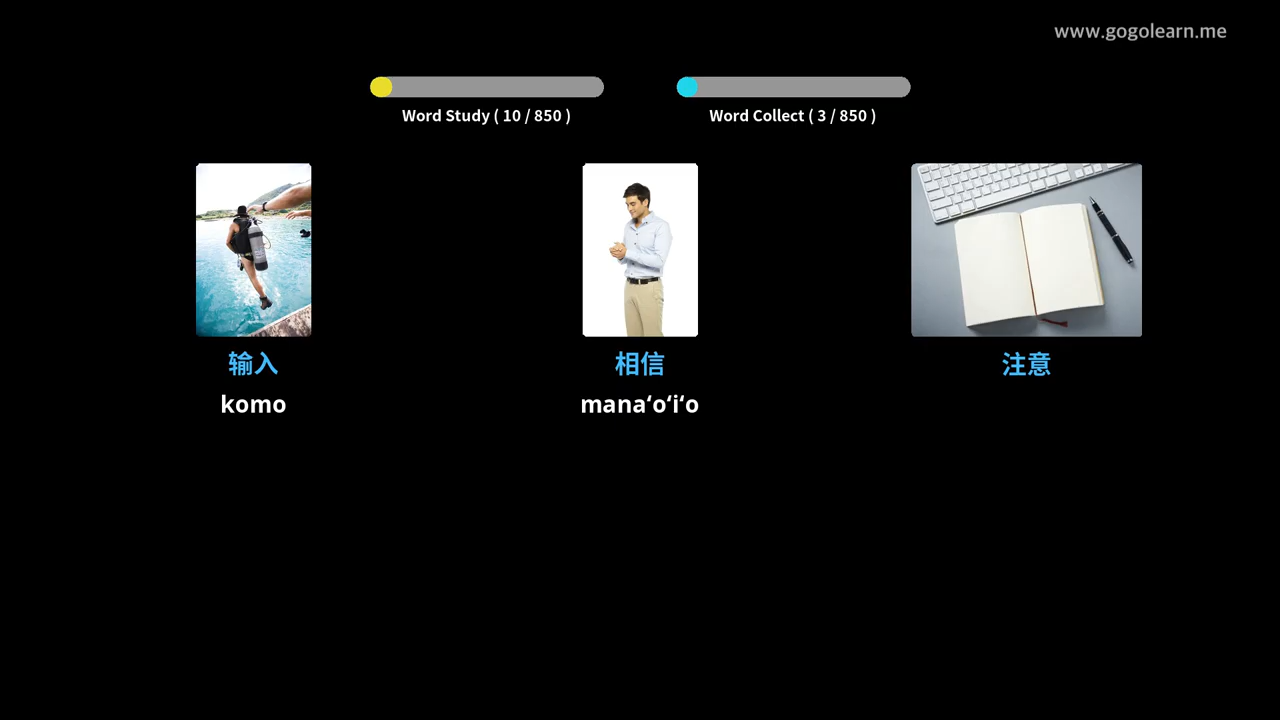 www.gogolearn.me
Word Study ( 10 / 850 )
Word Collect ( 3 / 850 )
输入
相信
注意
komo
manaʻoʻiʻo